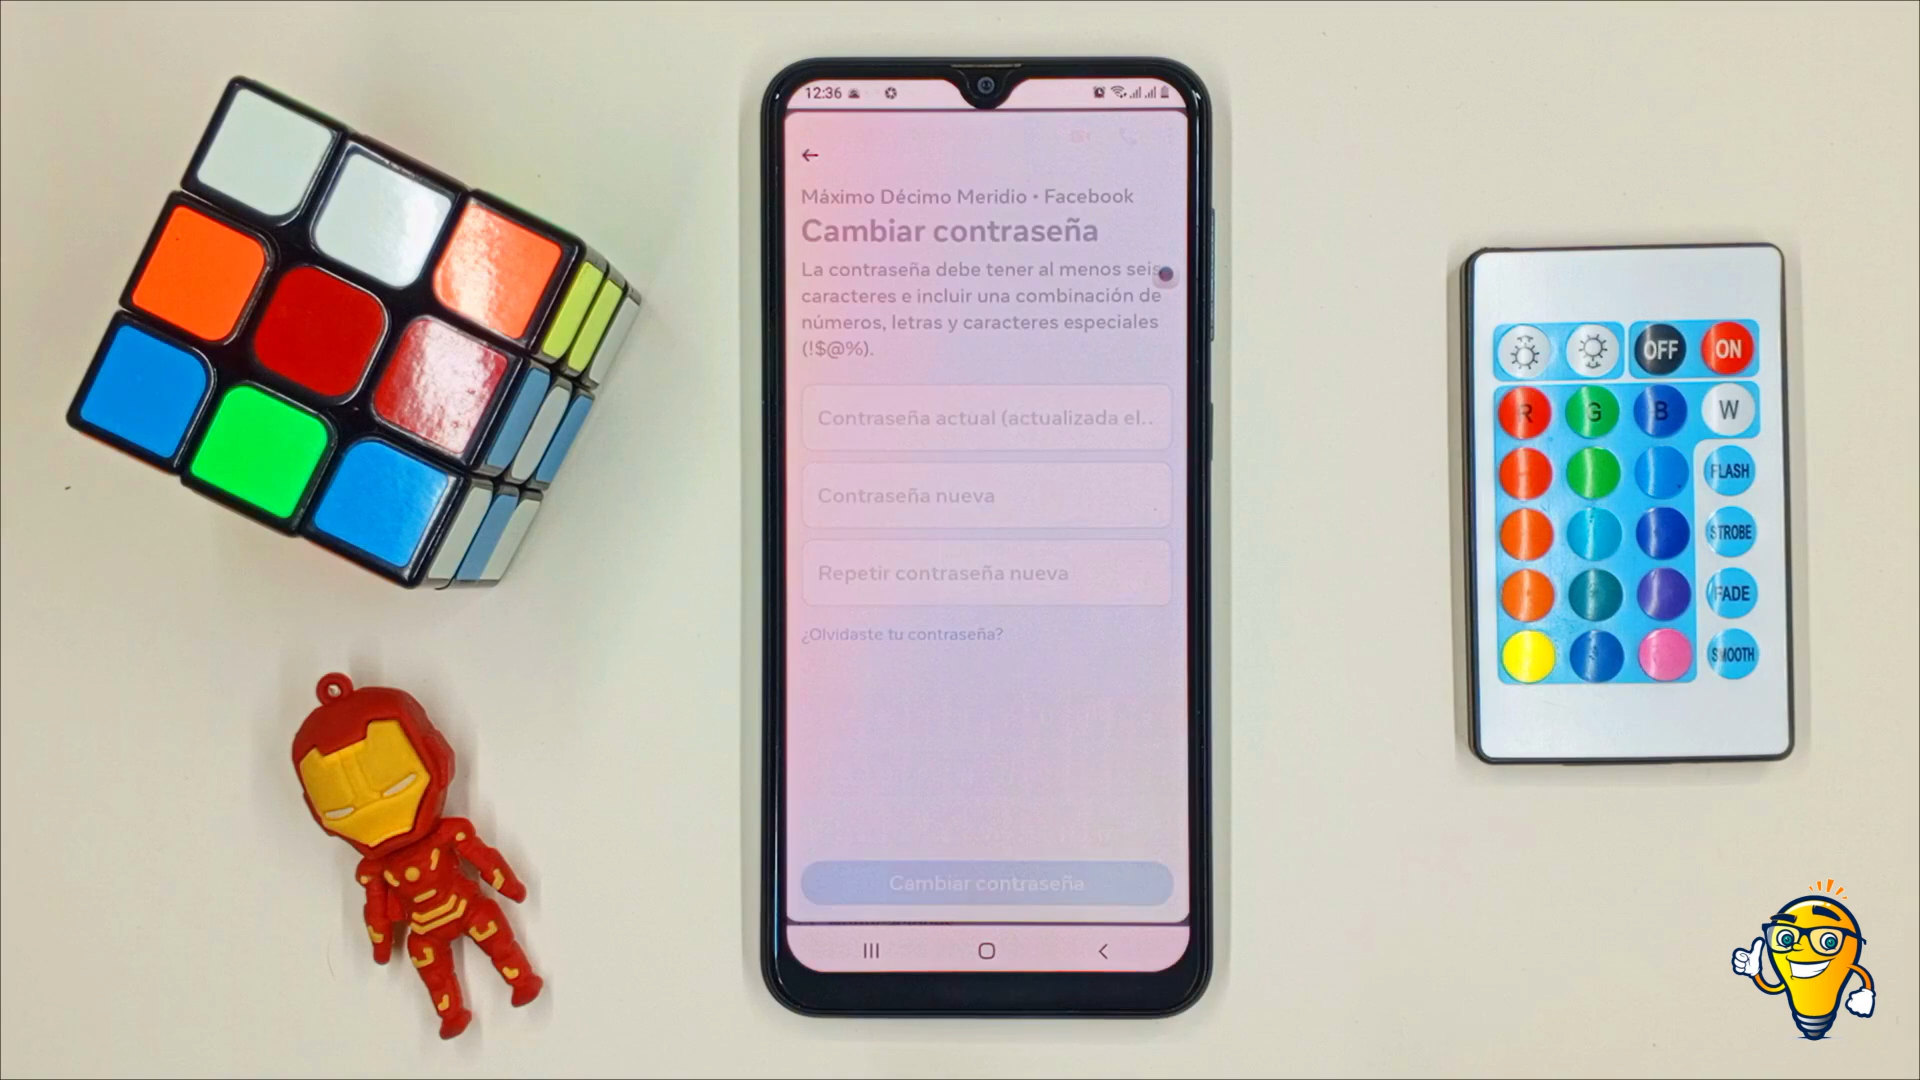 12:36
Máximo Décimo Meridio • Facebook
Cambiar contraseña
La contraseña debe tener al menos seis
caracteres e incluir una combinación de
números, letras y caracteres especiales
(!$@%).
Contraseña actual (actualizada el..
Contraseña nueva
Repetir contraseña nueva
¿Olvidaste tu contraseña?
Cambiar contraseña
OFF ON
R G B W
FLASH
STROBE
FADE
SMOOTH